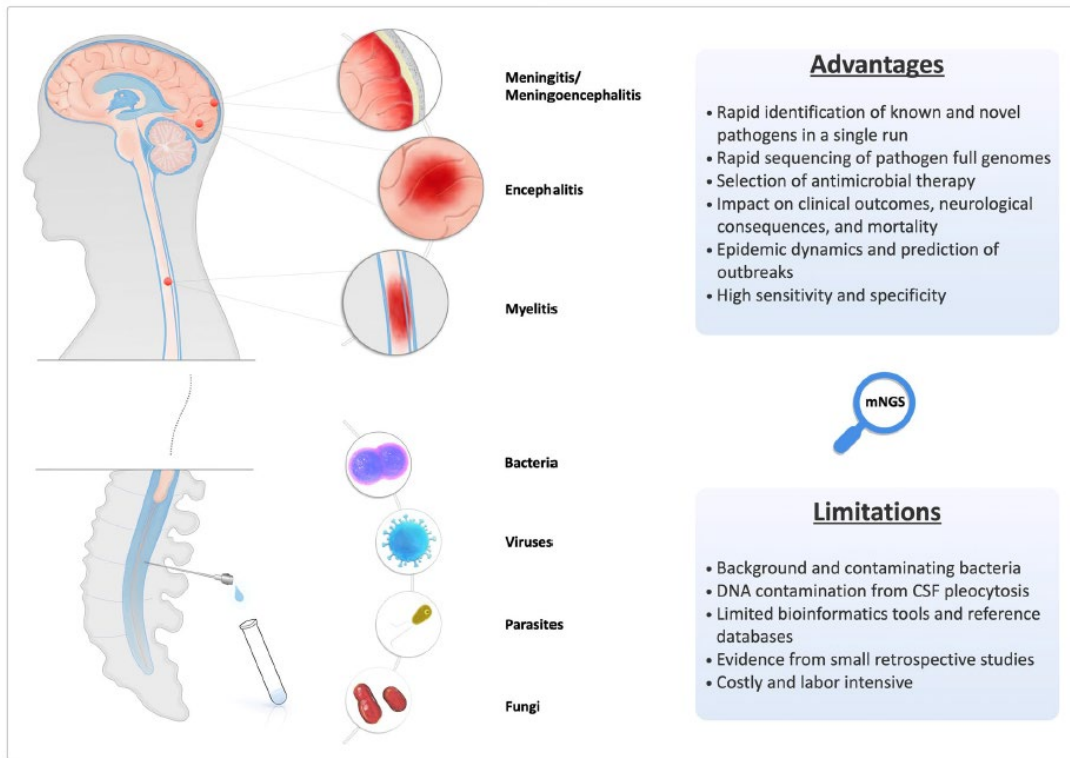 Meningitis/
Meningoencephalitis
Encephalitis
Myelitis
Bacteria
Viruses
Parasites
Fungi
Advantages
• Rapid identification of known and novel
pathogens in a single run
• Rapid sequencing of pathogen full genomes
• Selection of antimicrobial therapy
• Impact on clinical outcomes, neurological
consequences, and mortality
• Epidemic dynamics and prediction of
outbreaks
• High sensitivity and specificity
mNGS
Limitations
• Background and contaminating bacteria
• DNA contamination from CSF pleocytosis
• Limited bioinformatics tools and reference
databases
• Evidence from small retrospective studies
• Costly and labor intensive